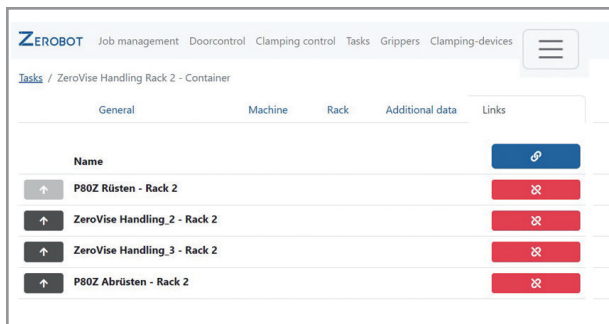 ZEROBOT Job management Doorcontrol Clamping control Tasks Grippers Clamping-devices
Tasks / ZeroVise Handling Rack 2 - Container
General Machine Rack Additional data Links
Name
P80Z Rüsten - Rack 2
ZeroVise Handling_2 - Rack 2
ZeroVise Handling_3 - Rack 2
P80Z Abrüsten - Rack 2